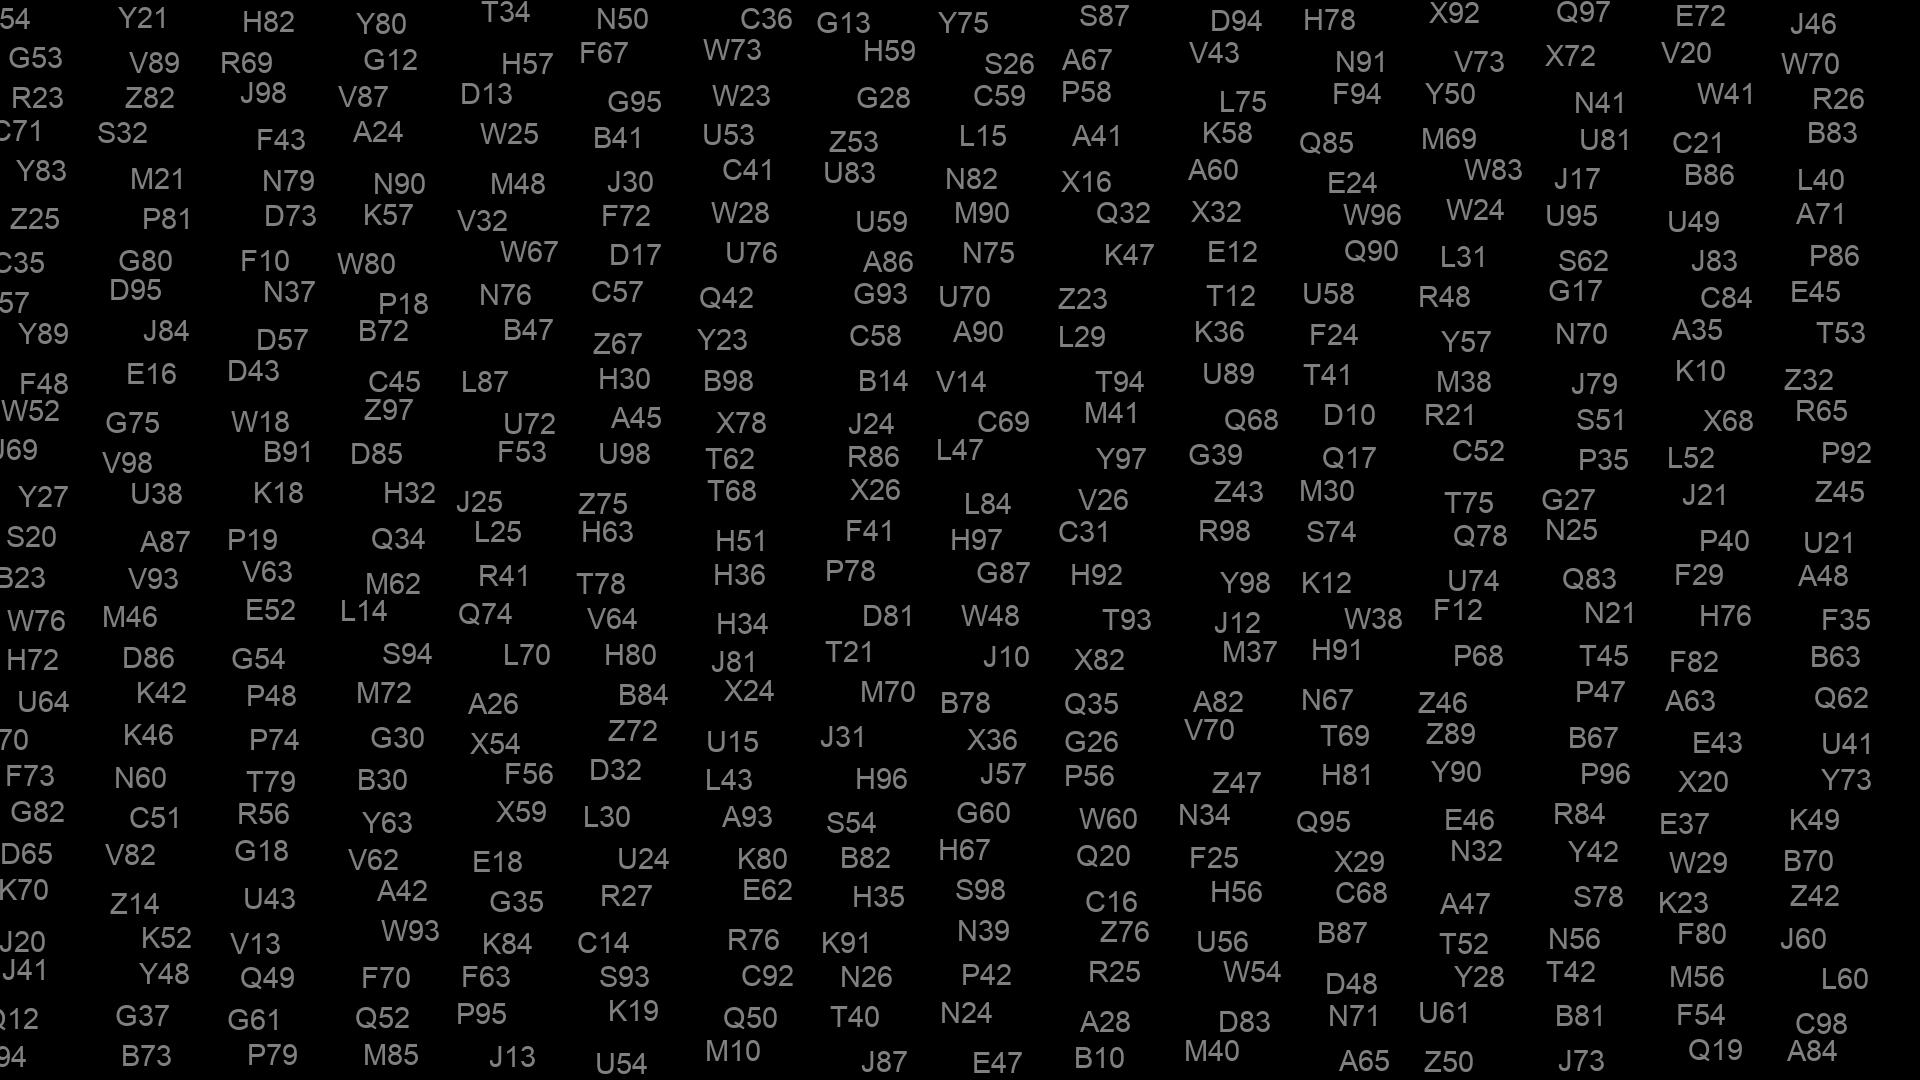 54 Y21 H82 Y80 T34 N50 C36 G13 Y75 S87 D94 H78 X92 Q97 E72 J46
G53 V89 R69 G12 H57 F67 W73 H59 S26 A67 V43 N91 V73 X72 V20 W70
R23 Z82 J98 V87 D13 G95 W23 G28 C59 P58 L75 F94 Y50 N41 W41 R26
C71 S32 F43 A24 W25 B41 U53 Z53 L15 A41 K58 Q85 M69 U81 C21 B83
Y83 M21 N79 N90 M48 J30 C41 U83 N82 X16 A60 E24 W83 J17 B86 L40
Z25 P81 D73 K57 V32 F72 W28 U59 M90 Q32 X32 W96 W24 U95 U49 A71
C35 G80 F10 W80 W67 D17 U76 A86 N75 K47 E12 Q90 L31 S62 J83 P86
57 D95 N37 P18 N76 C57 Q42 G93 U70 Z23 T12 U58 R48 G17 C84 E45
Y89 J84 D57 B72 B47 Z67 Y23 C58 A90 L29 K36 F24 Y57 N70 A35 T53
F48 E16 D43 C45 L87 H30 B98 B14 V14 T94 U89 T41 M38 J79 K10 Z32
W52 G75 W18 Z97 U72 A45 X78 J24 C69 M41 Q68 D10 R21 S51 X68 R65
U69 V98 B91 D85 F53 U98 T62 R86 L47 Y97 G39 Q17 C52 P35 L52 P92
Y27 U38 K18 H32 J25 Z75 T68 X26 L84 V26 Z43 M30 T75 G27 J21 Z45
S20 A87 P19 Q34 L25 H63 H51 F41 H97 C31 R98 S74 Q78 N25 P40 U21
B23 V93 V63 M62 R41 T78 H36 P78 G87 H92 Y98 K12 U74 Q83 F29 A48
W76 M46 E52 L14 Q74 V64 H34 D81 W48 T93 J12 W38 F12 N21 H76 F35
H72 D86 G54 S94 L70 H80 J81 T21 J10 X82 M37 H91 P68 T45 F82 B63
U64 K42 P48 M72 A26 B84 X24 M70 B78 Q35 A82 N67 Z46 P47 A63 Q62
70 K46 P74 G30 X54 Z72 U15 J31 X36 G26 V70 T69 Z89 B67 E43 U41
F73 N60 T79 B30 F56 D32 L43 H96 J57 P56 Z47 H81 Y90 P96 X20 Y73
G82 C51 R56 Y63 X59 L30 A93 S54 G60 W60 N34 Q95 E46 R84 E37 K49
D65 V82 G18 V62 E18 U24 K80 B82 H67 Q20 F25 X29 N32 Y42 W29 B70
K70 Z14 U43 A42 G35 R27 E62 H35 S98 C16 H56 C68 A47 S78 K23 Z42
J20 K52 V13 W93 K84 C14 R76 K91 N39 Z76 U56 B87 T52 N56 F80 J60
J41 Y48 Q49 F70 F63 S93 C92 N26 P42 R25 W54 D48 Y28 T42 M56 L60
Q12 G37 G61 Q52 P95 K19 Q50 T40 N24 A28 D83 N71 U61 B81 F54 C98
94 B73 P79 M85 J13 U54 M10 J87 E47 B10 M40 A65 Z50 J73 Q19 A84